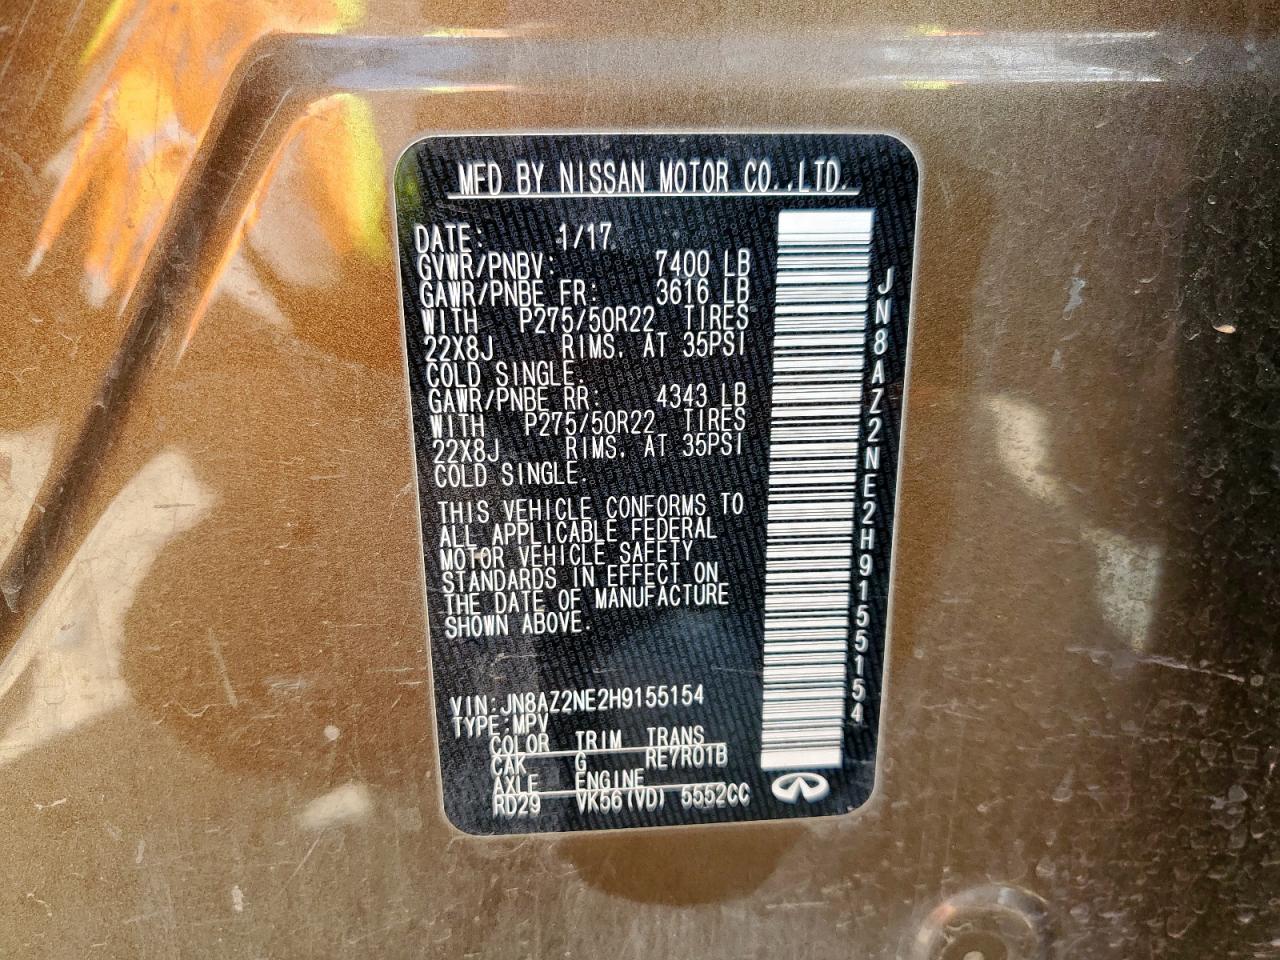 MFD BY NISSAN MOTOR CO.,LTD.
DATE: 1/17
GVWR/PNBV: 7400 LB
GAWR/PNBE FR: 3616 LB
WITH P275/50R22 TIRES
22X8J RIMS. AT 35PSI
COLD SINGLE.
GAWR/PNBE RR: 4343 LB
WITH P275/50R22 TIRES
22X8J RIMS. AT 35PSI
COLD SINGLE.
THIS VEHICLE CONFORMS TO
ALL APPLICABLE FEDERAL
MOTOR VEHICLE SAFETY
STANDARDS IN EFFECT ON
THE DATE OF MANUFACTURE
SHOWN ABOVE.
VIN:JN8AZ2NE2H9155154
TYPE:MPV
COLOR TRIM TRANS
CAK G RE7R01B
AXLE ENGINE
RD29 VK56(VD) 5552CC
JN8AZ2NE2H9155154